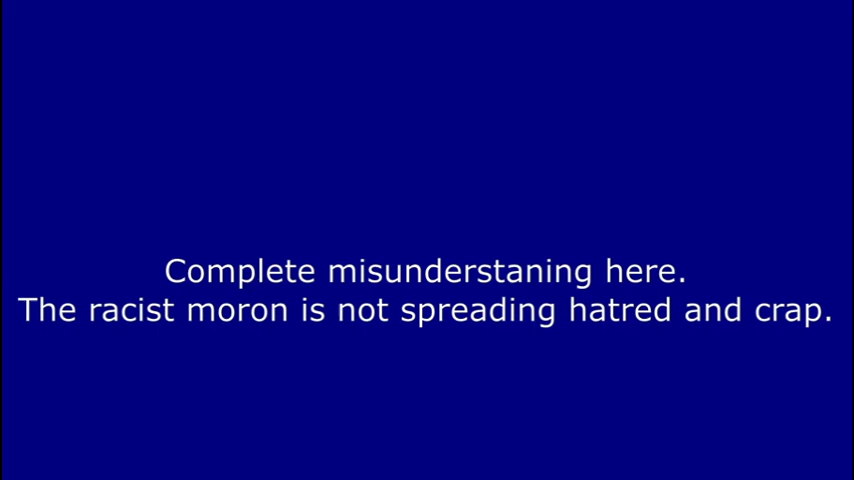 Complete misunderstaning here.
The racist moron is not spreading hatred and crap.